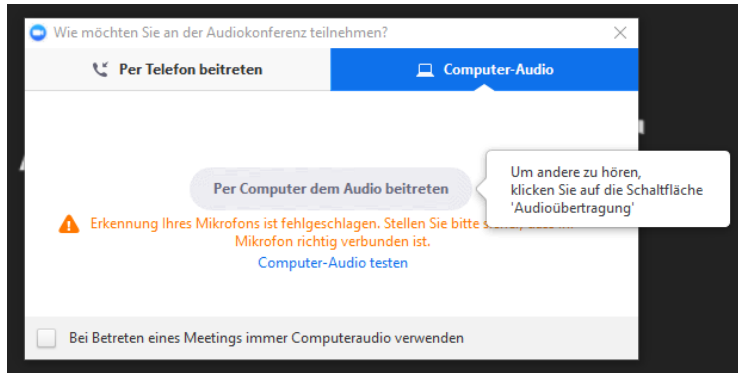 Wie möchten Sie an der Audiokonferenz teilnehmen?
Per Telefon beitreten
Computer-Audio
Per Computer dem Audio beitreten
Um andere zu hören,
klicken Sie auf die Schaltfläche
'Audioübertragung'
Erkennung Ihres Mikrofons ist fehlgeschlagen. Stellen Sie bitte
Mikrofon richtig verbunden ist.
Computer-Audio testen
Bei Betreten eines Meetings immer Computeraudio verwenden